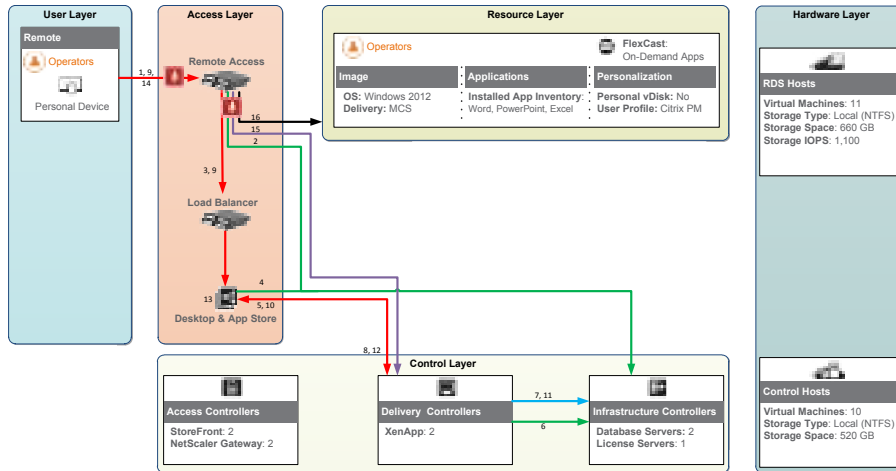 User Layer
Remote
Operators
Personal Device
1, 9,
14
Access Layer
Remote Access
16
15
2
3, 9
Load Balancer
4
13
5, 10
Desktop & App Store
8, 12
Resource Layer
Operators
FlexCast:
On-Demand Apps
Image
Applications
Personalization
OS: Windows 2012
Delivery: MCS
Installed App Inventory:
Word, PowerPoint, Excel
Personal vDisk: No
User Profile: Citrix PM
Control Layer
Access Controllers
StoreFront: 2
NetScaler Gateway: 2
Delivery Controllers
XenApp: 2
7, 11
6
Infrastructure Controllers
Database Servers: 2
License Servers: 1
Hardware Layer
RDS Hosts
Virtual Machines: 11
Storage Type: Local (NTFS)
Storage Space: 660 GB
Storage IOPS: 1,100
Control Hosts
Virtual Machines: 10
Storage Type: Local (NTFS)
Storage Space: 520 GB